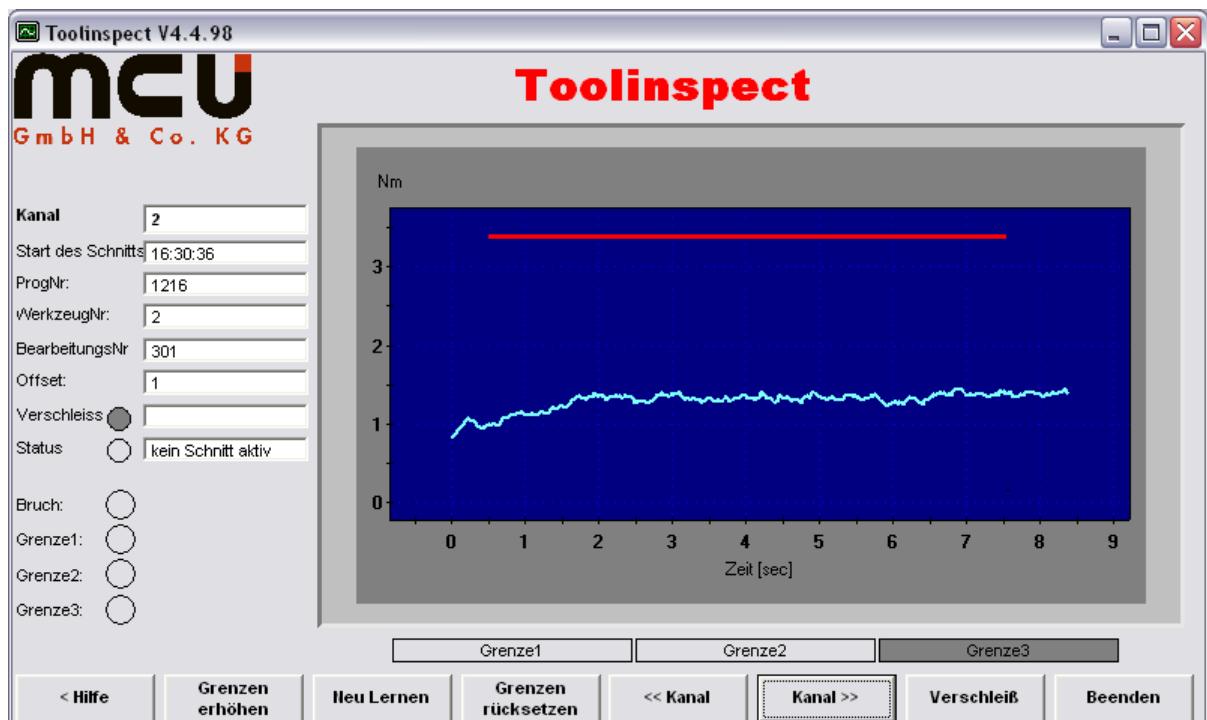 Toolinspect V4.4.98
mcu
GmbH & Co. KG
Toolinspect
Kanal 2
Start des Schnitts 16:30:36
ProgNr: 1216
WerkzeugNr: 2
BearbeitungsNr 301
Offset: 1
Verschleiss
Status kein Schnitt aktiv
Bruch:
Grenze1:
Grenze2:
Grenze3:
Nm
3
2
1
0
0 1 2 3 4 5 6 7 8 9
Zeit [sec]
Grenze1 Grenze2 Grenze3
< Hilfe Grenzen erhöhen Neu Lernen Grenzen rücksetzen << Kanal Kanal >> Verschleiß Beenden